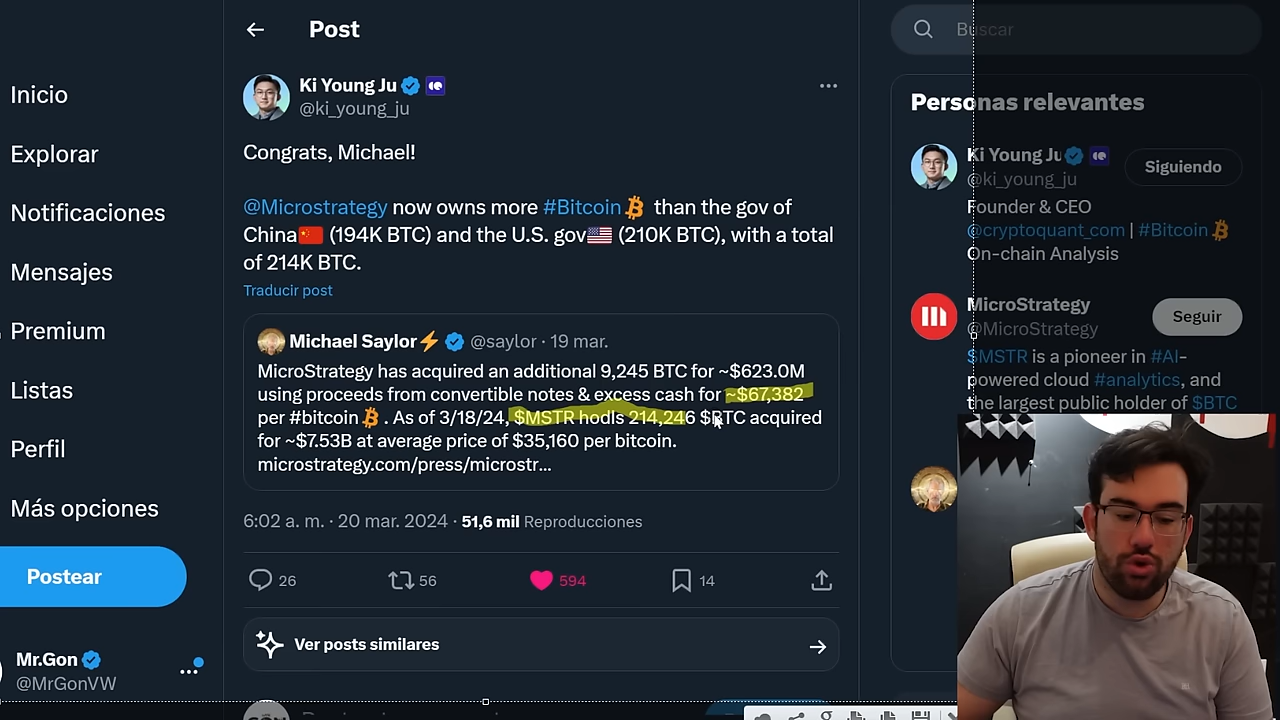 Inicio
Explorar
Notificaciones
Mensajes
Premium
Listas
Perfil
Más opciones
Postear
Mr.Gon
@MrGonVW
Post
Ki Young Ju
@ki_young_ju
Congrats, Michael!
@Microstrategy now owns more #Bitcoin than the gov of
China🇨🇳 (194K BTC) and the U.S. gov🇺🇸 (210K BTC), with a total
of 214K BTC.
Traducir post
Michael Saylor⚡ @saylor · 19 mar.
MicroStrategy has acquired an additional 9,245 BTC for ~$623.0M
using proceeds from convertible notes & excess cash for ~$67,382
per #bitcoin . As of 3/18/24, $MSTR hodls 214,246 $BTC acquired
for ~$7.53B at average price of $35,160 per bitcoin.
microstrategy.com/press/microstr...
6:02 a. m. · 20 mar. 2024 · 51,6 mil Reproducciones
26 56 594 14
Ver posts similares
Buscar
Personas relevantes
Ki Young Ju
@ki_young_ju
Siguiendo
Founder & CEO
@cryptoquant_com | #Bitcoin
On-chain Analysis
MicroStrategy
@MicroStrategy
Seguir
$MSTR is a pioneer in #AI-
powered cloud #analytics, and
the largest public holder of $BTC